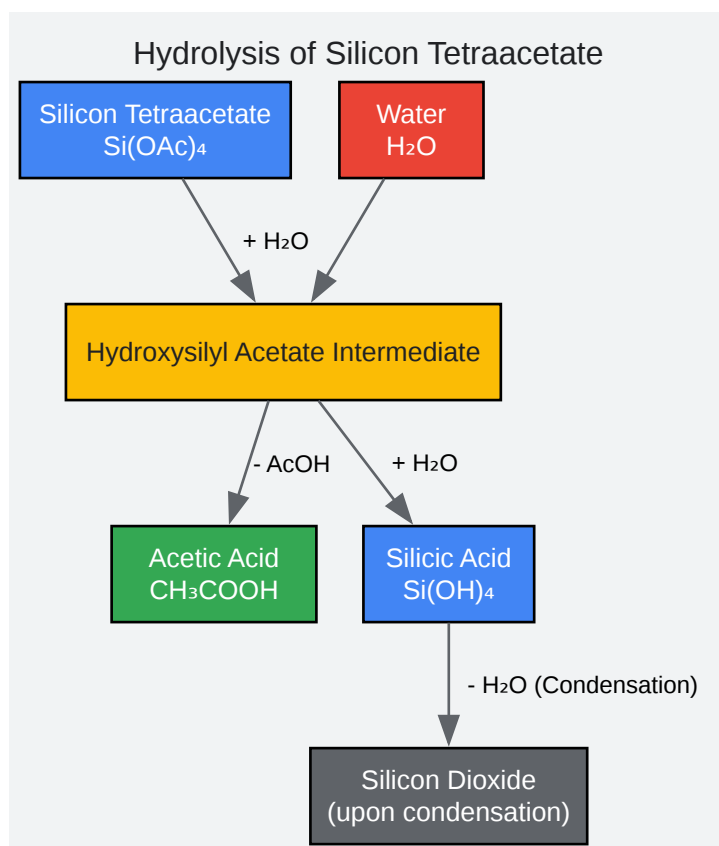 Hydrolysis of Silicon Tetraacetate
Silicon Tetraacetate
Si(OAc)₄
Water
H₂O
+ H₂O
Hydroxysilyl Acetate Intermediate
- AcOH
+ H₂O
Acetic Acid
CH₃COOH
Silicic Acid
Si(OH)₄
- H₂O (Condensation)
Silicon Dioxide
(upon condensation)